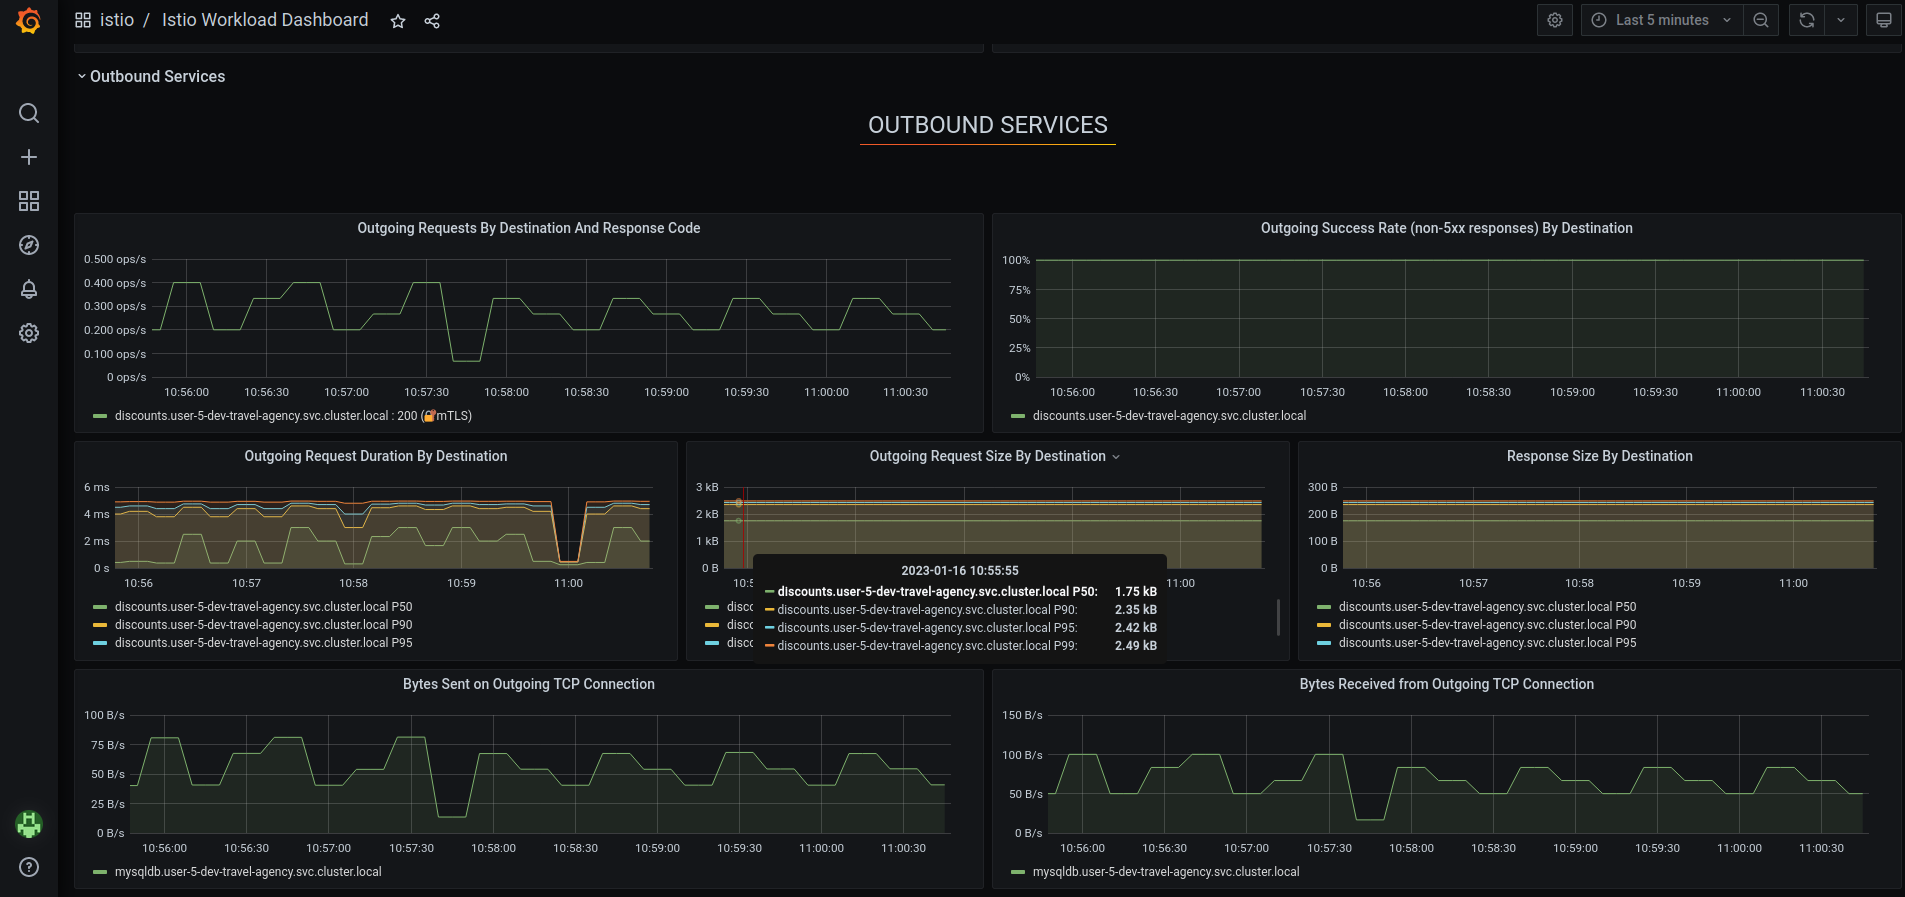 istio / Istio Workload Dashboard
Last 5 minutes
Outbound Services
OUTBOUND SERVICES
Outgoing Requests By Destination And Response Code
0.500 ops/s
0.400 ops/s
0.300 ops/s
0.200 ops/s
0.100 ops/s
0 ops/s
10:56:00 10:56:30 10:57:00 10:57:30 10:58:00 10:58:30 10:59:00 10:59:30 11:00:00 11:00:30
discounts.user-5-dev-travel-agency.svc.cluster.local : 200 (🔐mTLS)
Outgoing Success Rate (non-5xx responses) By Destination
100%
75%
50%
25%
0%
10:56:00 10:56:30 10:57:00 10:57:30 10:58:00 10:58:30 10:59:00 10:59:30 11:00:00 11:00:30
discounts.user-5-dev-travel-agency.svc.cluster.local
Outgoing Request Duration By Destination
6 ms
4 ms
2 ms
0 s
10:56 10:57 10:58 10:59 11:00
discounts.user-5-dev-travel-agency.svc.cluster.local P50
discounts.user-5-dev-travel-agency.svc.cluster.local P90
discounts.user-5-dev-travel-agency.svc.cluster.local P95
Outgoing Request Size By Destination
3 kB
2 kB
1 kB
0 B
10:5 11:00
disc
disc
disc
2023-01-16 10:55:55
discounts.user-5-dev-travel-agency.svc.cluster.local P50: 1.75 kB
discounts.user-5-dev-travel-agency.svc.cluster.local P90: 2.35 kB
discounts.user-5-dev-travel-agency.svc.cluster.local P95: 2.42 kB
discounts.user-5-dev-travel-agency.svc.cluster.local P99: 2.49 kB
Response Size By Destination
300 B
200 B
100 B
0 B
10:56 10:57 10:58 10:59 11:00
discounts.user-5-dev-travel-agency.svc.cluster.local P50
discounts.user-5-dev-travel-agency.svc.cluster.local P90
discounts.user-5-dev-travel-agency.svc.cluster.local P95
Bytes Sent on Outgoing TCP Connection
100 B/s
75 B/s
50 B/s
25 B/s
0 B/s
10:56:00 10:56:30 10:57:00 10:57:30 10:58:00 10:58:30 10:59:00 10:59:30 11:00:00 11:00:30
mysqldb.user-5-dev-travel-agency.svc.cluster.local
Bytes Received from Outgoing TCP Connection
150 B/s
100 B/s
50 B/s
0 B/s
10:56:00 10:56:30 10:57:00 10:57:30 10:58:00 10:58:30 10:59:00 10:59:30 11:00:00 11:00:30
mysqldb.user-5-dev-travel-agency.svc.cluster.local